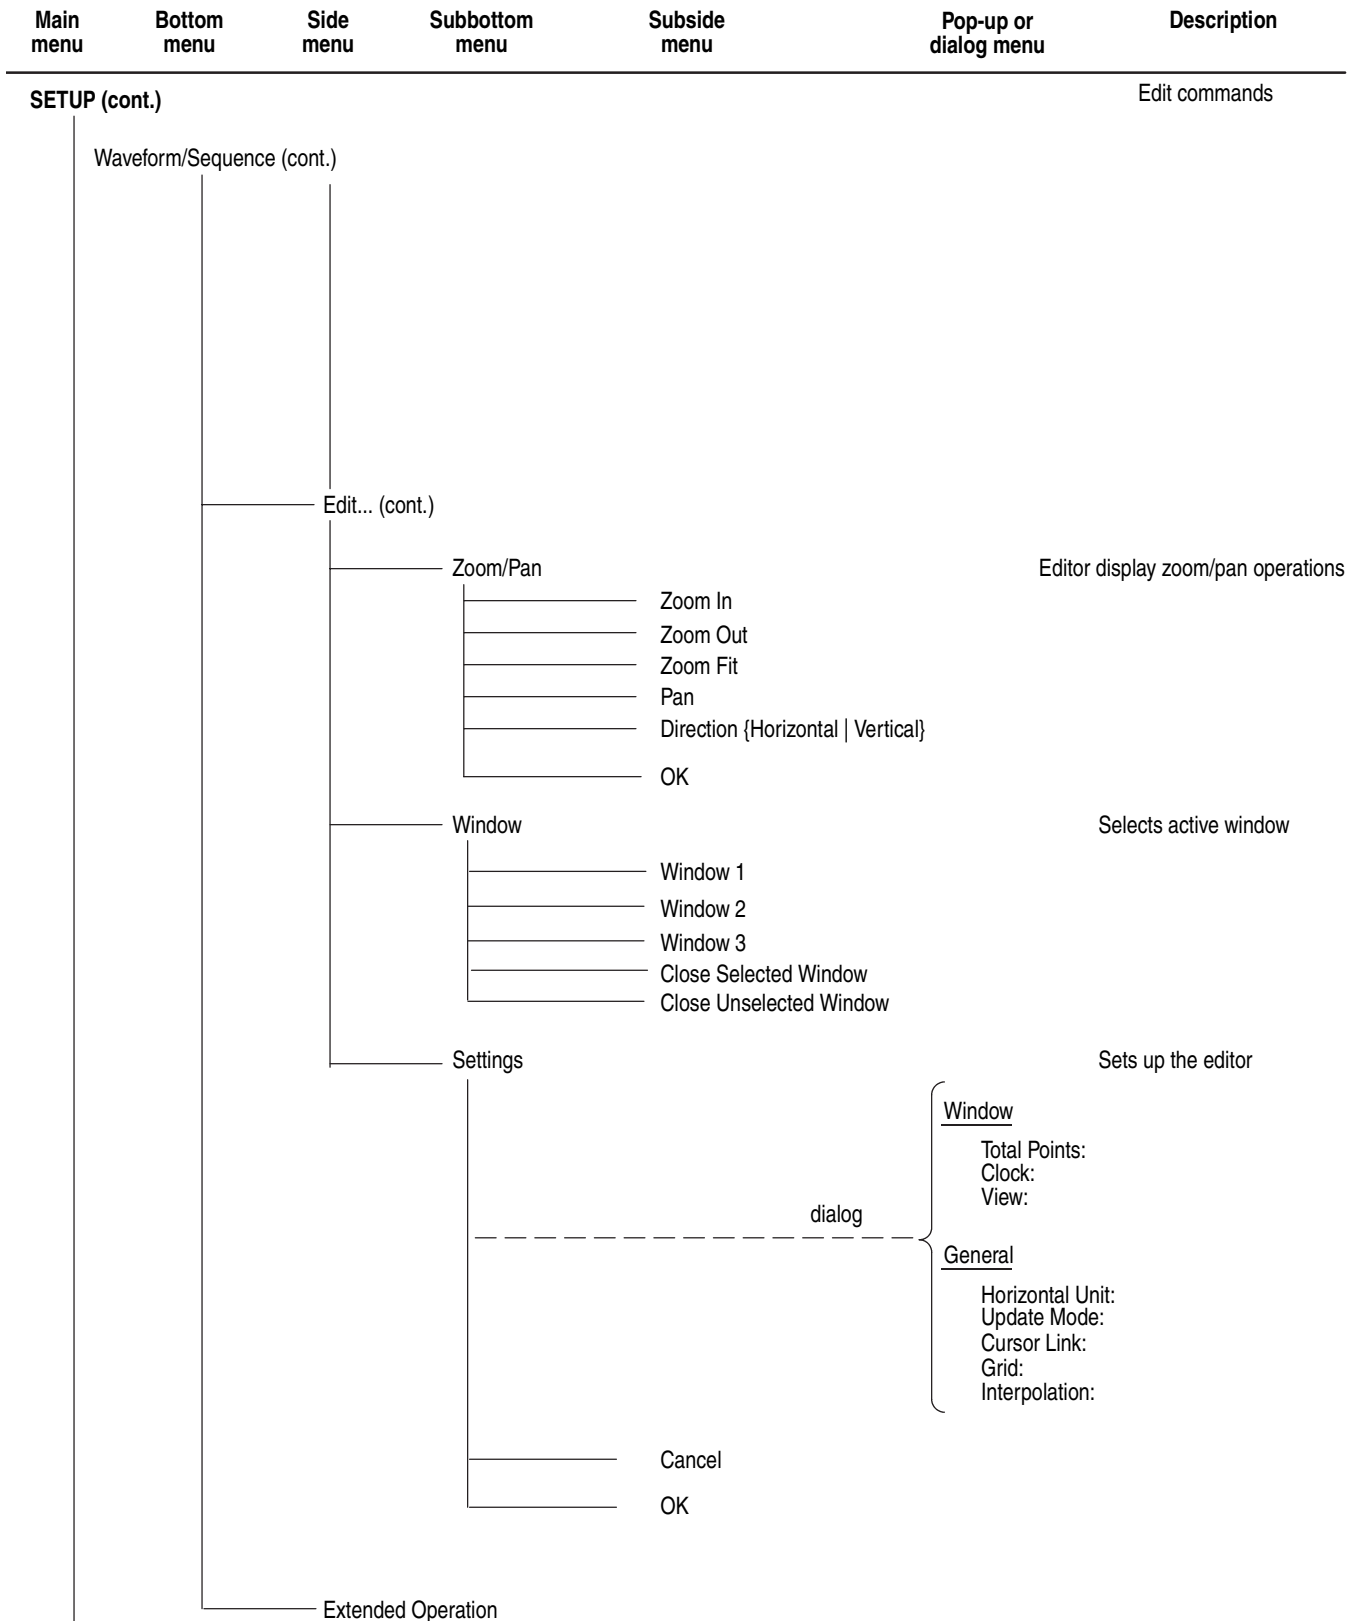 Main menu
Bottom menu
Side menu
Subbottom menu
Subside menu
Pop-up or dialog menu
Description
SETUP (cont.)
Edit commands
Waveform/Sequence (cont.)
Edit... (cont.)
Zoom/Pan
Editor display zoom/pan operations
Zoom In
Zoom Out
Zoom Fit
Pan
Direction {Horizontal | Vertical}
OK
Window
Selects active window
Window 1
Window 2
Window 3
Close Selected Window
Close Unselected Window
Settings
Sets up the editor
Window
Total Points:
Clock:
View:
dialog
General
Horizontal Unit:
Update Mode:
Cursor Link:
Grid:
Interpolation:
Cancel
OK
Extended Operation